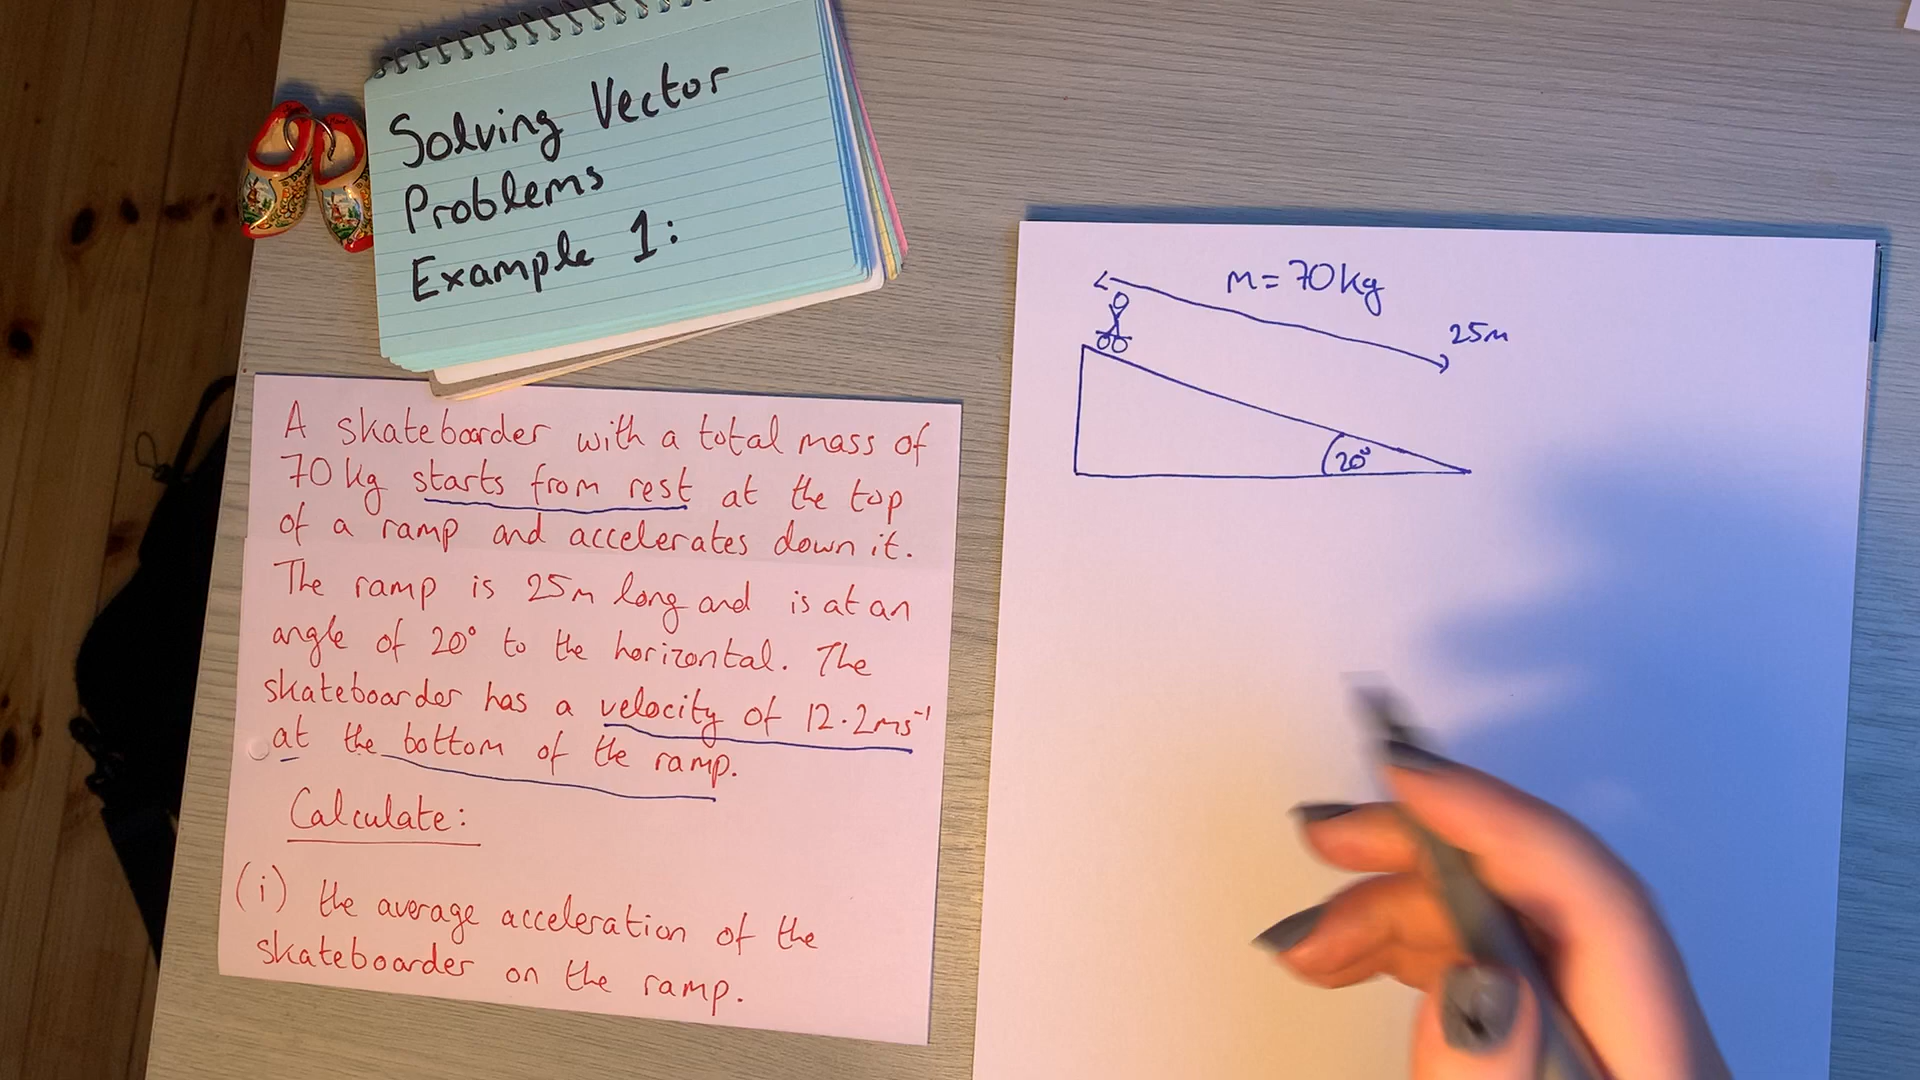 Solving Vector
Problems
Example 1:
A skateboarder with a total mass of
70kg starts from rest at the top
of a ramp and accelerates down it.
The ramp is 25m long and is at an
angle of 20° to the horizontal. The
skateboarder has a velocity of 12.2ms⁻¹
at the bottom of the ramp.
Calculate:
(i) the average acceleration of the
skateboarder on the ramp.
m=70kg
25m
20°